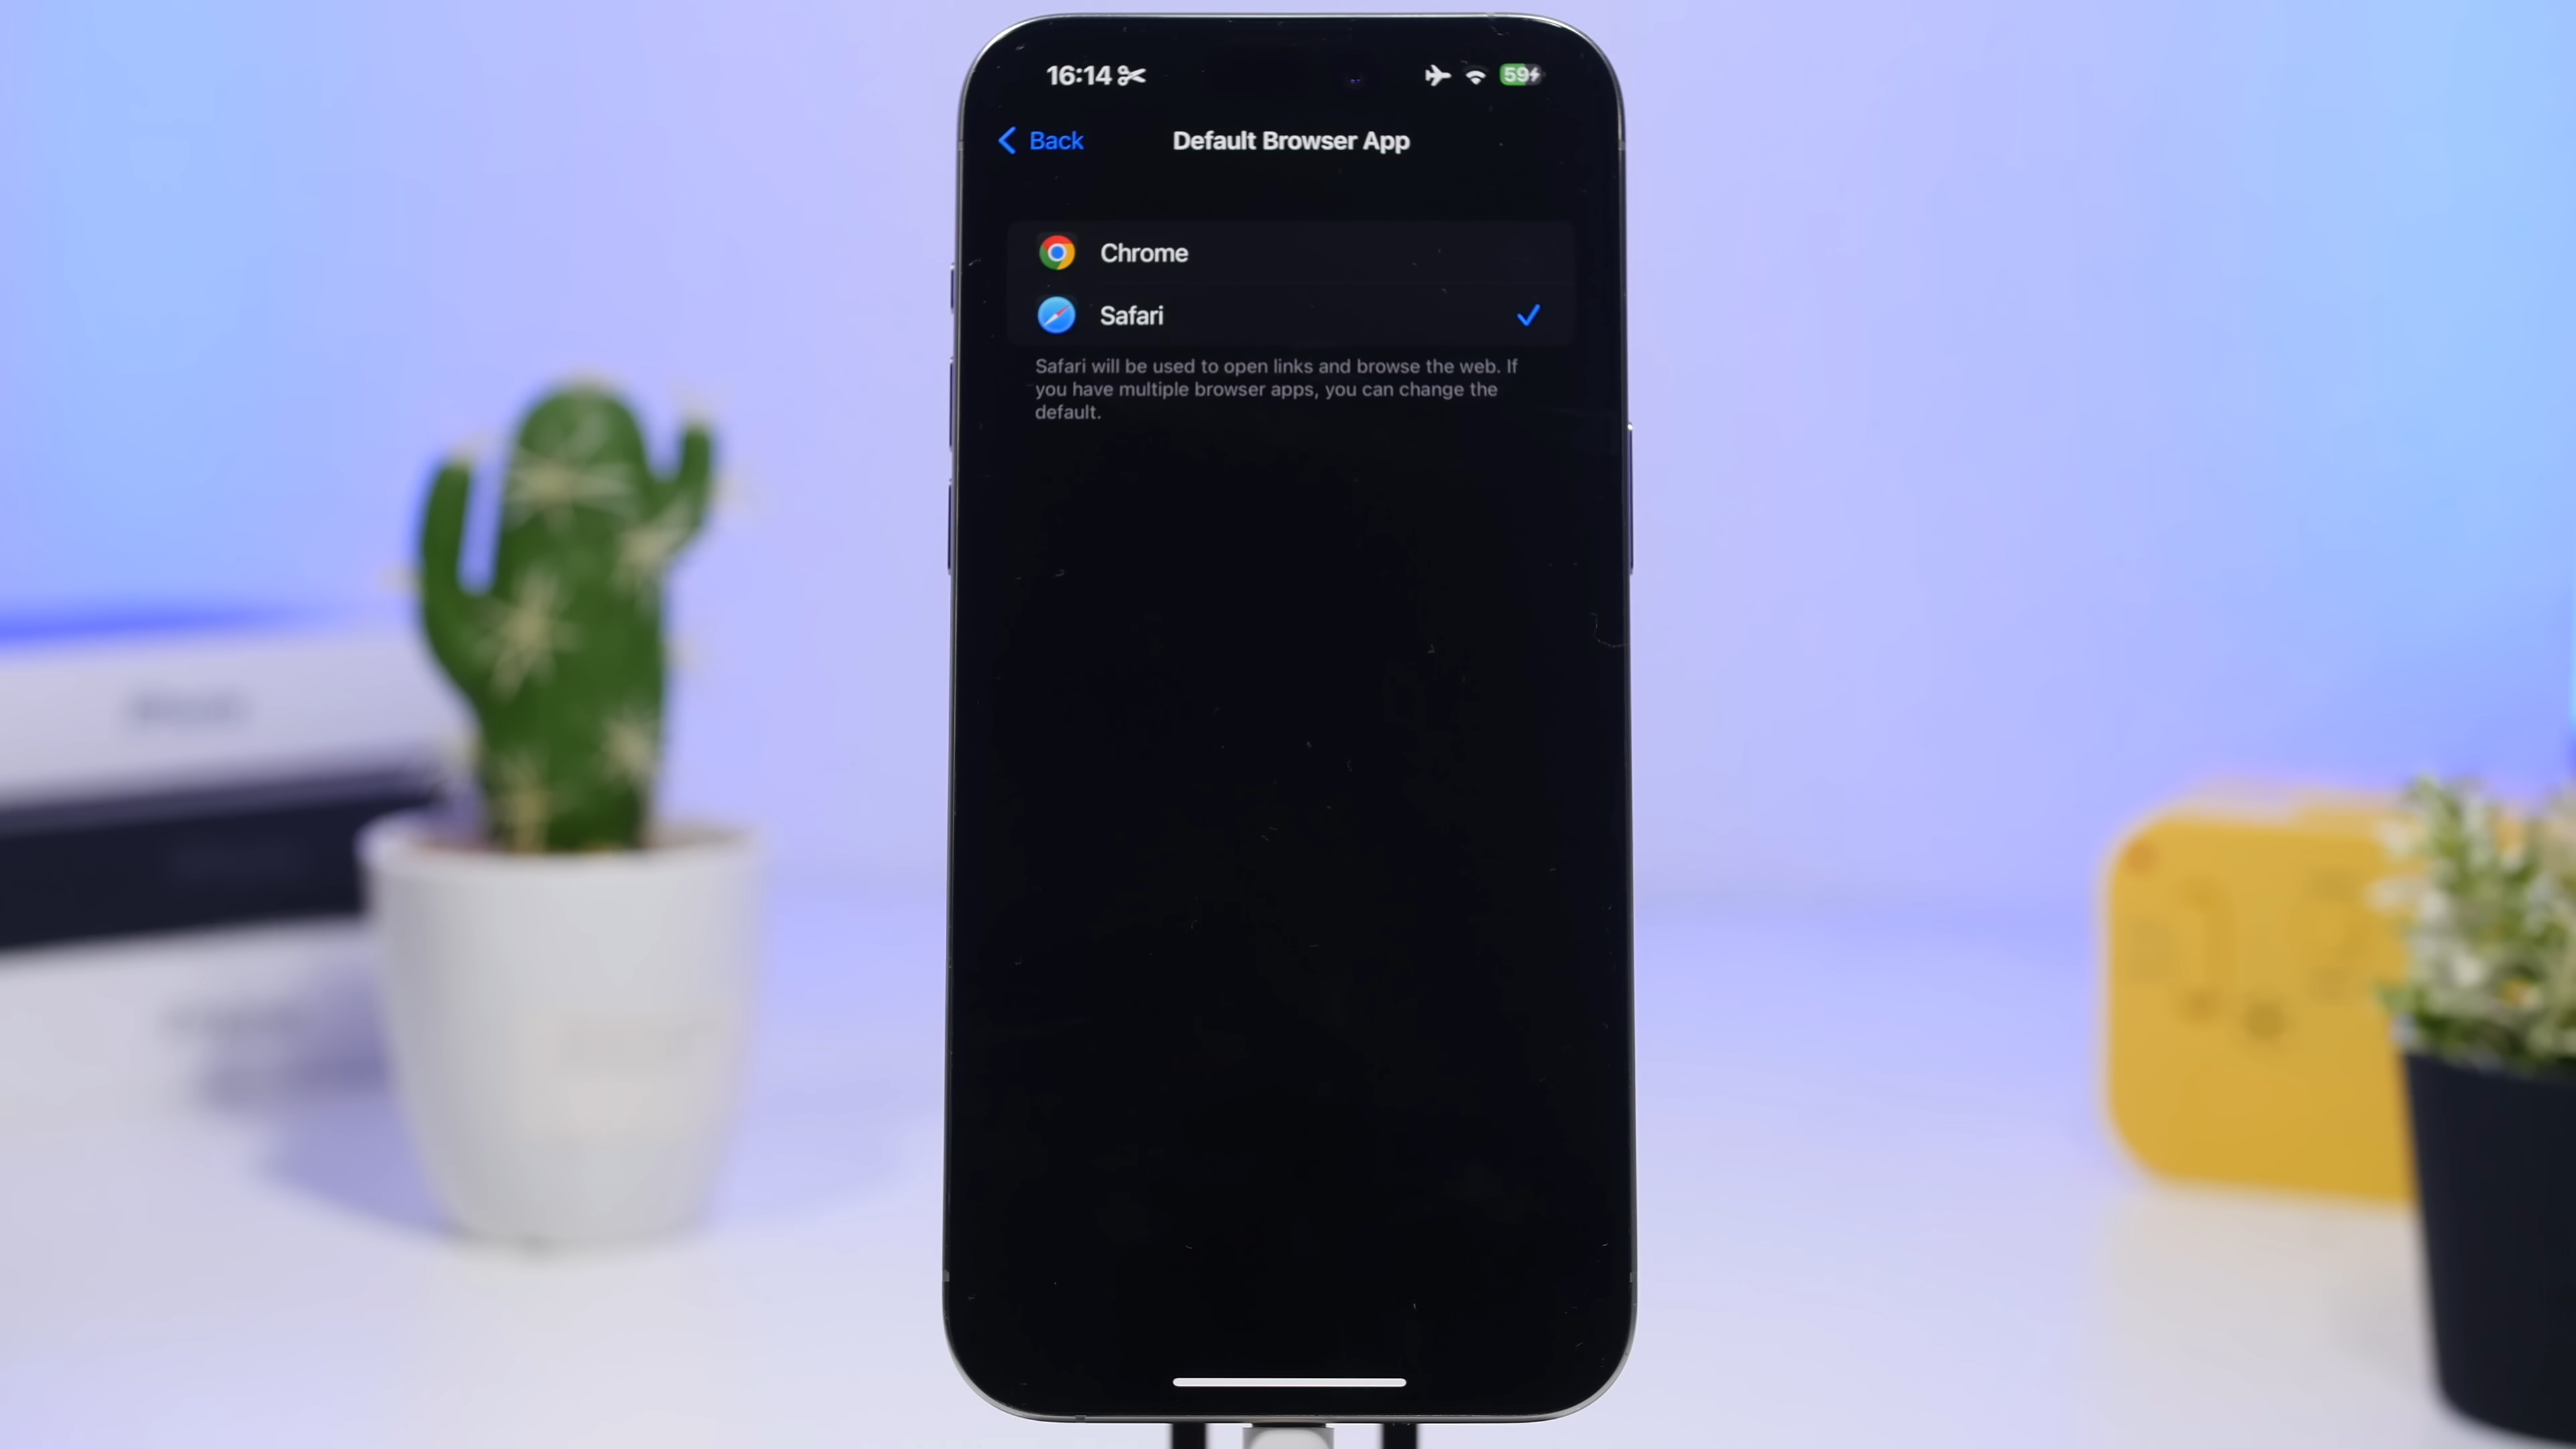 16:14
59
Back
Default Browser App
Chrome
Safari
Safari will be used to open links and browse the web. If
you have multiple browser apps, you can change the
default.